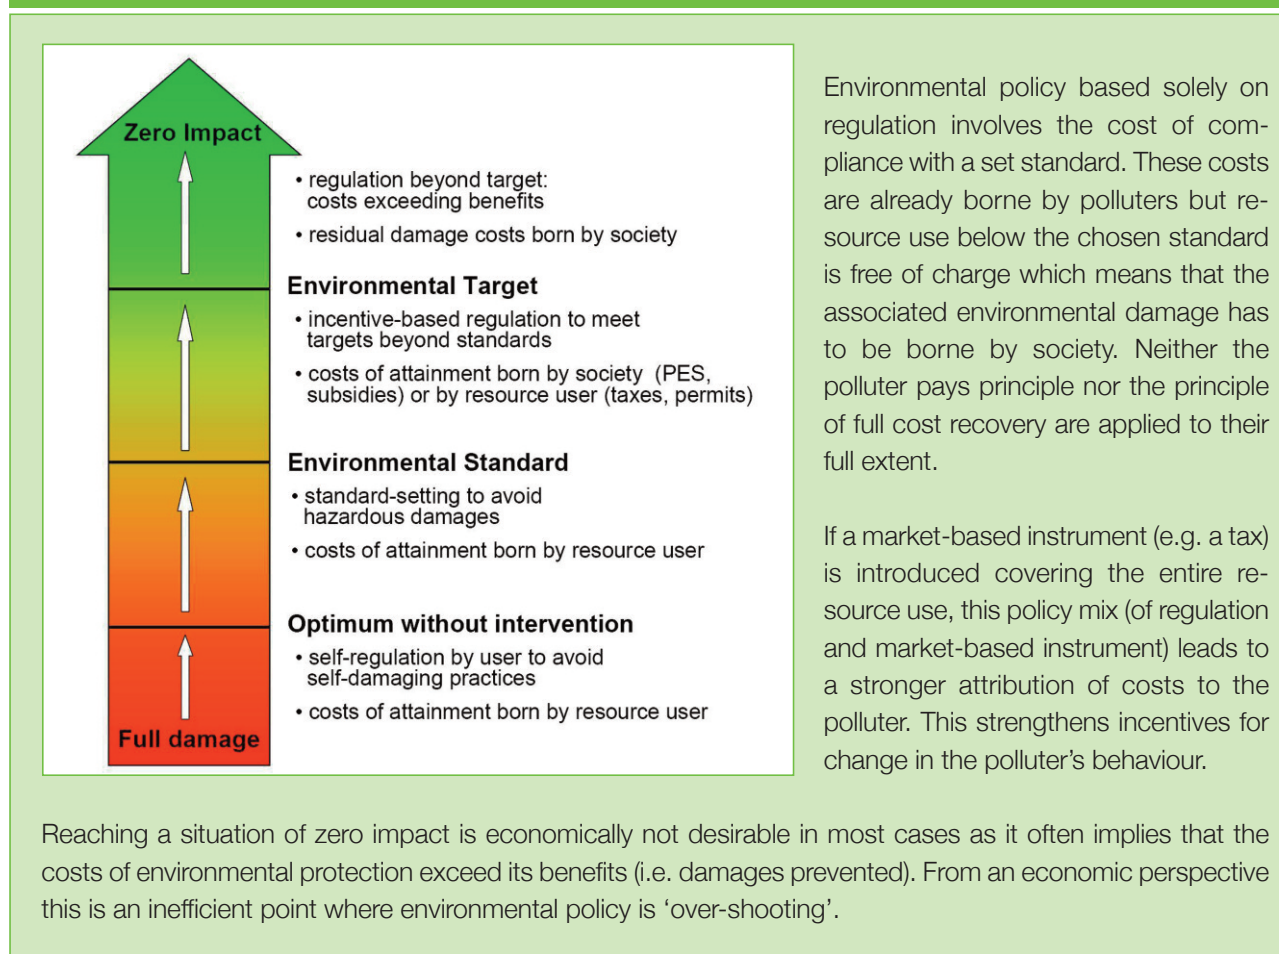 Zero Impact
• regulation beyond target:
costs exceeding benefits
• residual damage costs born by society
Environmental Target
• incentive-based regulation to meet
targets beyond standards
• costs of attainment born by society (PES,
subsidies) or by resource user (taxes, permits)
Environmental Standard
• standard-setting to avoid
hazardous damages
• costs of attainment born by resource user
Optimum without intervention
• self-regulation by user to avoid
self-damaging practices
• costs of attainment born by resource user
Full damage
Environmental policy based solely on
regulation involves the cost of com-
pliance with a set standard. These costs
are already borne by polluters but re-
source use below the chosen standard
is free of charge which means that the
associated environmental damage has
to be borne by society. Neither the
polluter pays principle nor the principle
of full cost recovery are applied to their
full extent.
If a market-based instrument (e.g. a tax)
is introduced covering the entire re-
source use, this policy mix (of regulation
and market-based instrument) leads to
a stronger attribution of costs to the
polluter. This strengthens incentives for
change in the polluter’s behaviour.
Reaching a situation of zero impact is economically not desirable in most cases as it often implies that the
costs of environmental protection exceed its benefits (i.e. damages prevented). From an economic perspective
this is an inefficient point where environmental policy is ‘over-shooting’.